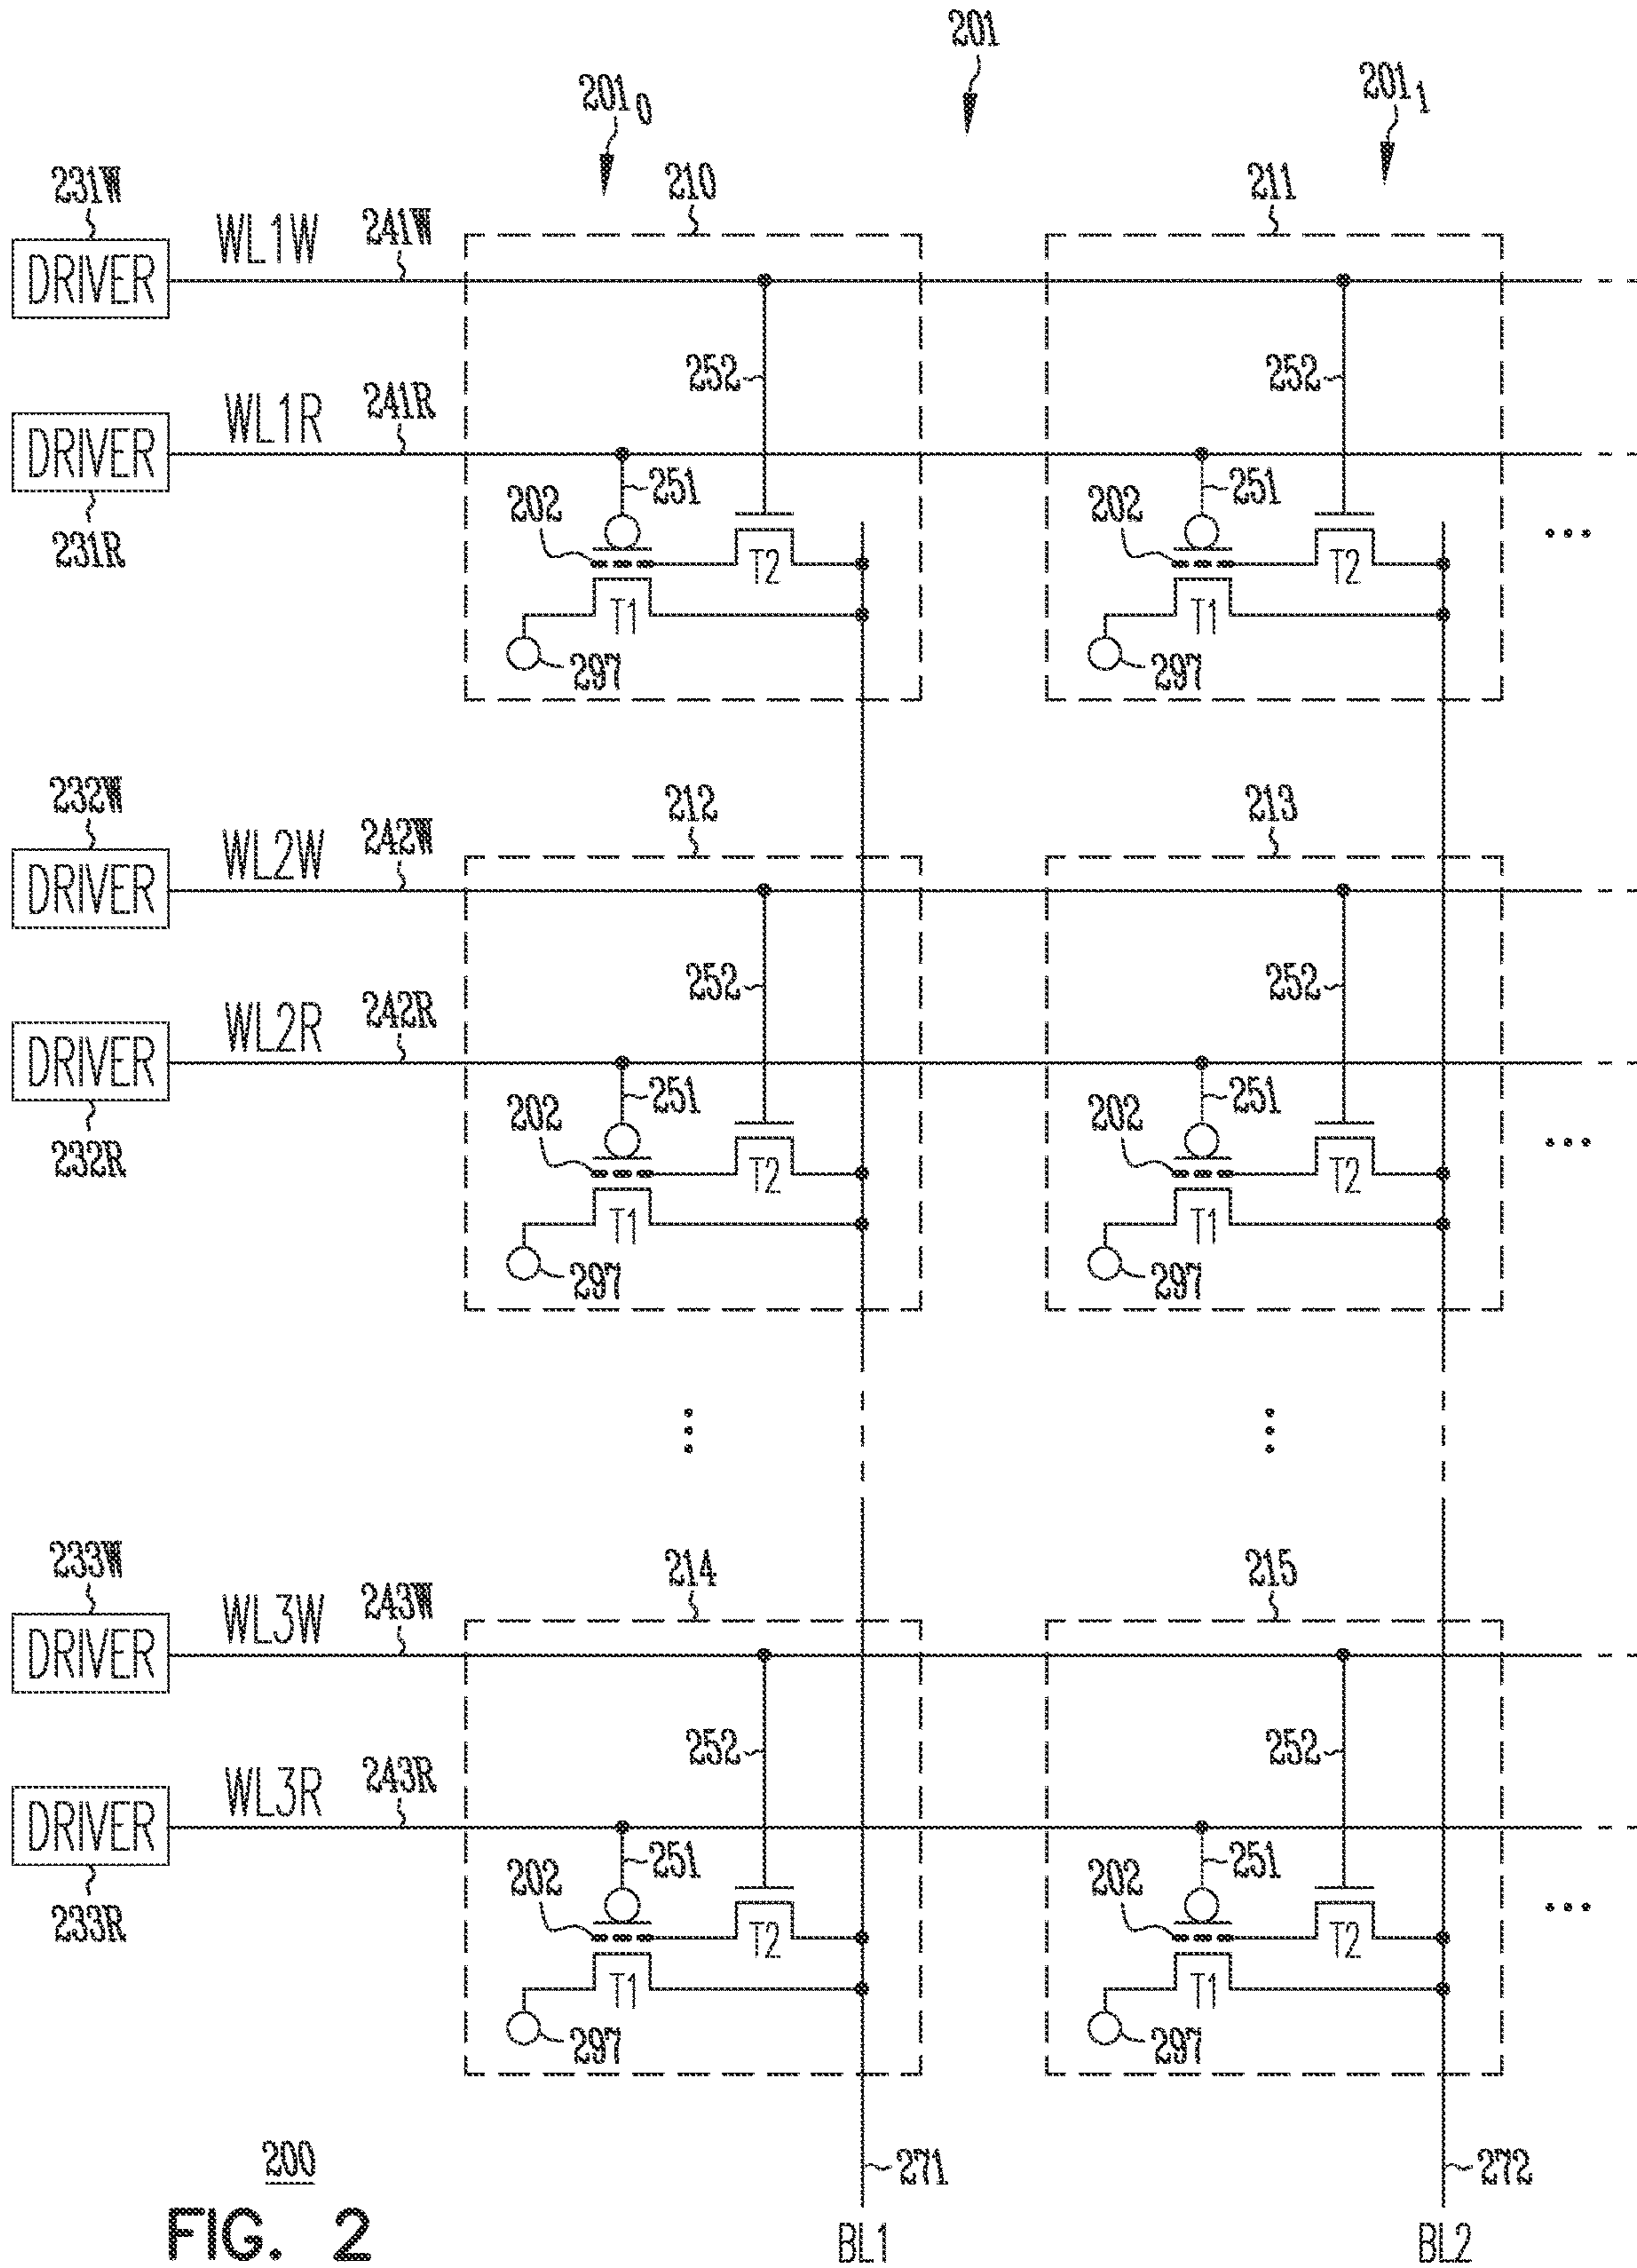 201
201₀
201₁
231W
210
211
WL1W
241W
DRIVER
252
252
WL1R
241R
DRIVER
251
251
202
202
231R
T2
T2
T1
T1
297
297
232W
212
213
WL2W
242W
DRIVER
252
252
WL2R
242R
DRIVER
251
251
202
202
232R
T2
T2
T1
T1
297
297
233W
214
215
WL3W
243W
DRIVER
252
252
WL3R
243R
DRIVER
251
251
202
202
233R
T2
T2
T1
T1
297
297
200
271
272
FIG. 2
BL1
BL2